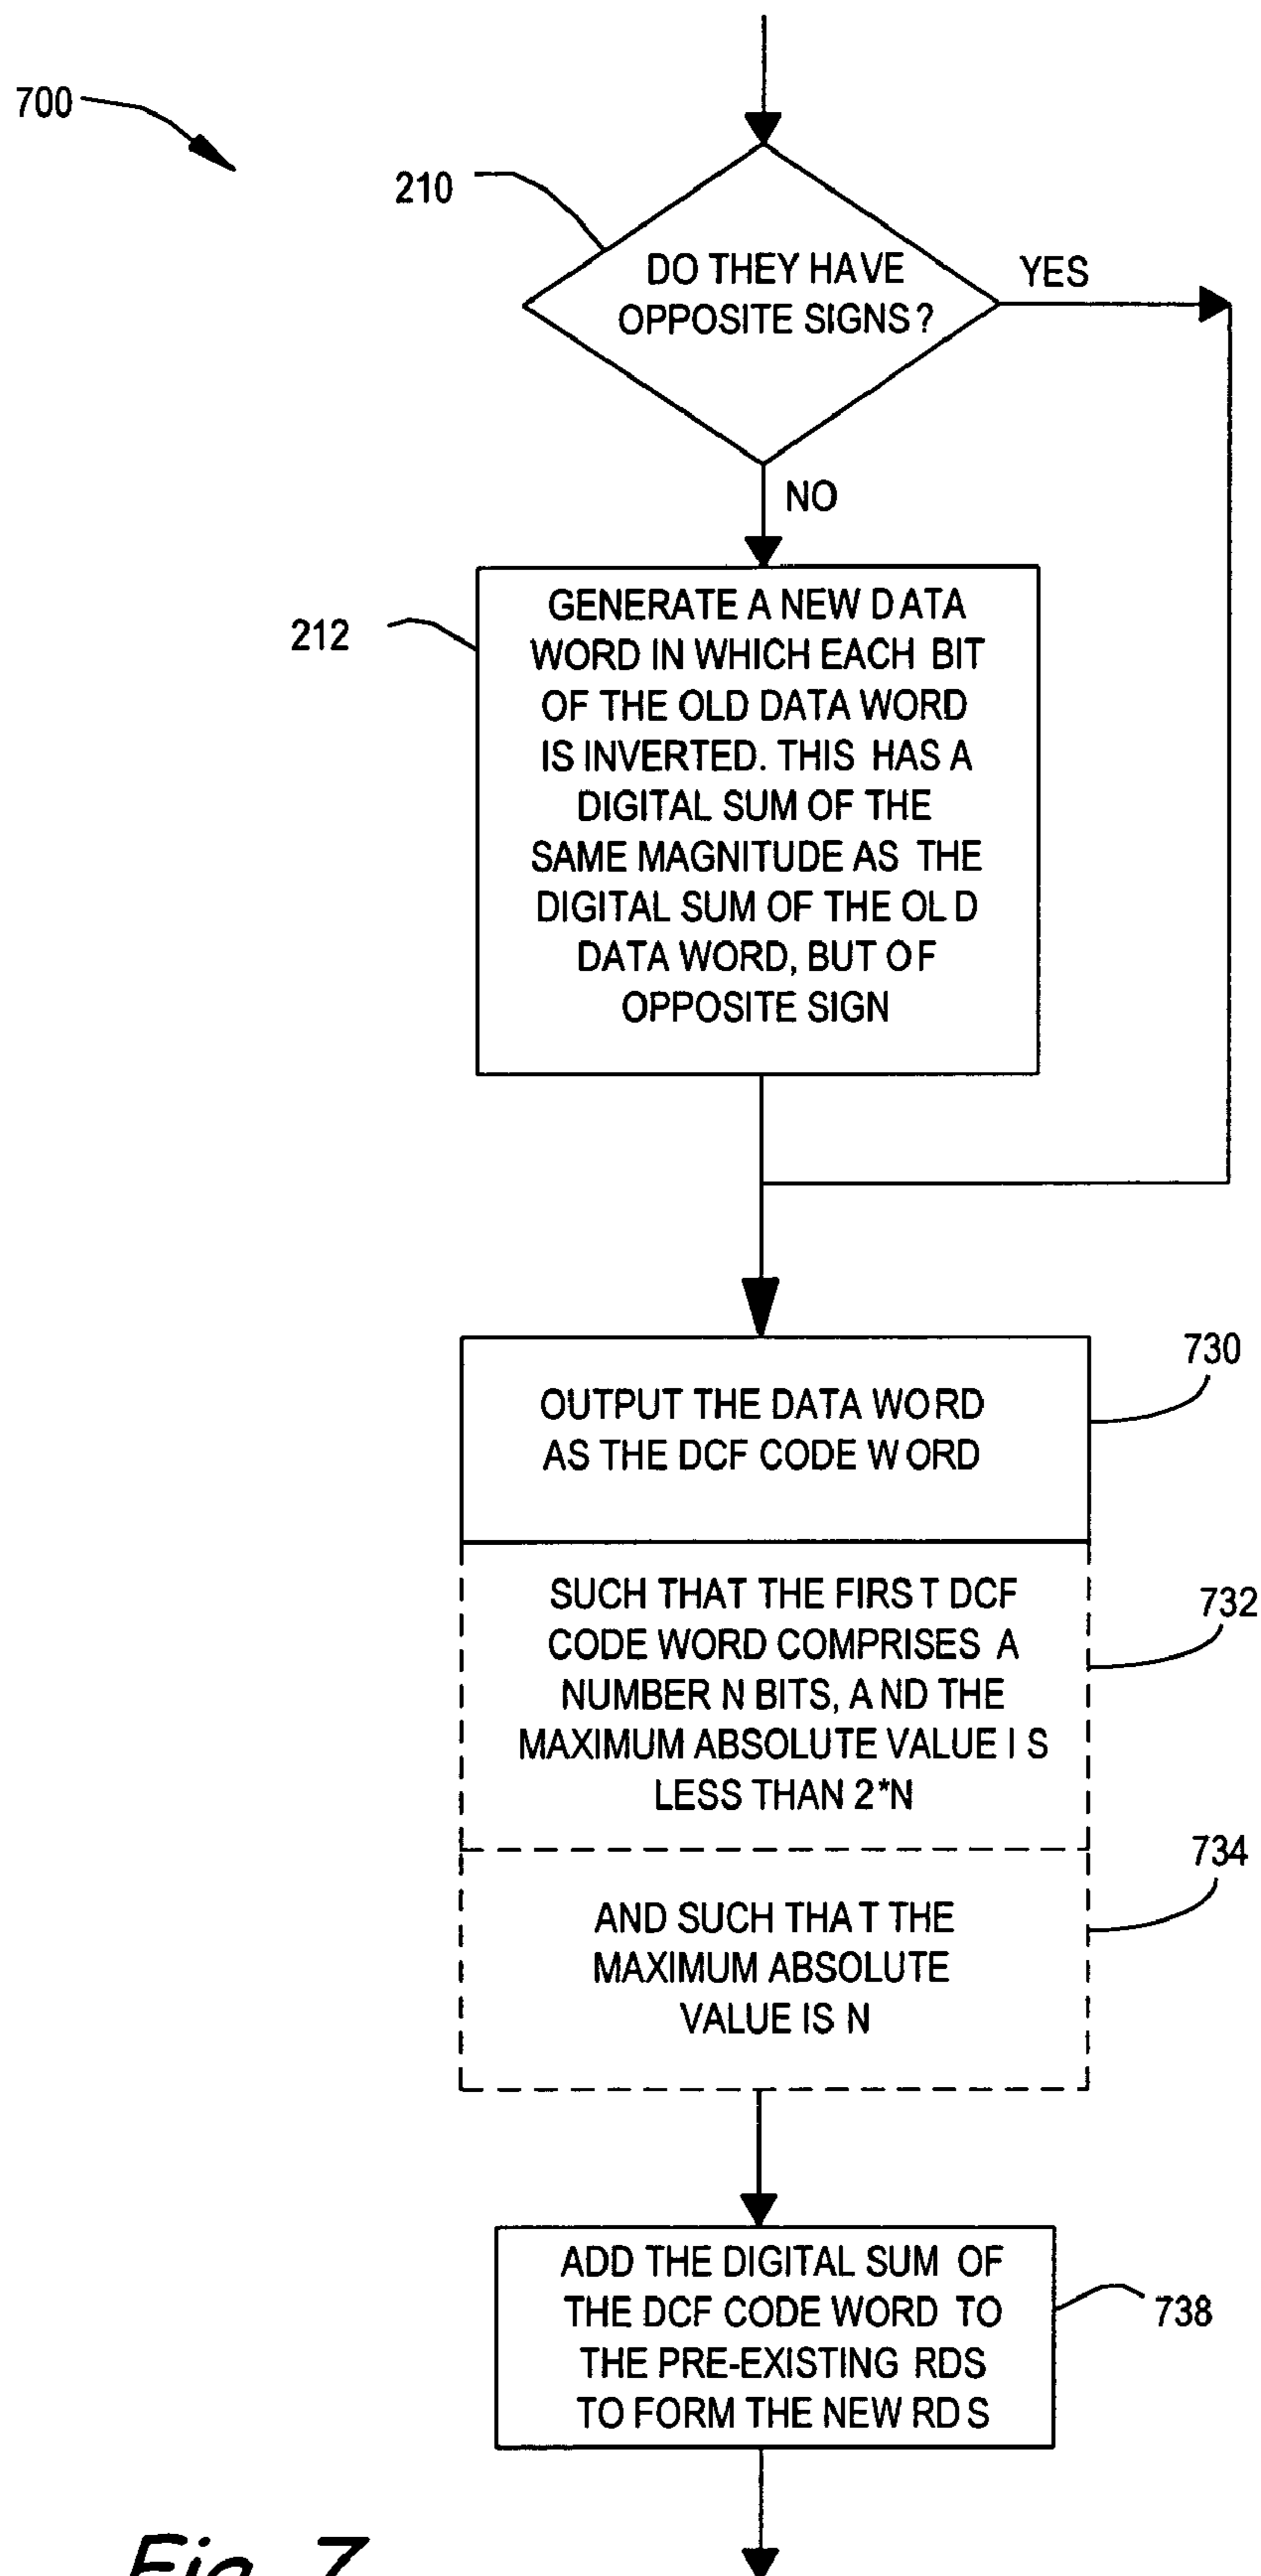 700
210
DO THEY HAVE
OPPOSITE SIGNS?
YES
NO
212
GENERATE A NEW DATA
WORD IN WHICH EACH BIT
OF THE OLD DATA WORD
IS INVERTED. THIS HAS A
DIGITAL SUM OF THE
SAME MAGNITUDE AS THE
DIGITAL SUM OF THE OLD
DATA WORD, BUT OF
OPPOSITE SIGN
730
OUTPUT THE DATA WORD
AS THE DCF CODE WORD
732
SUCH THAT THE FIRST DCF
CODE WORD COMPRISES A
NUMBER N BITS, AND THE
MAXIMUM ABSOLUTE VALUE IS
LESS THAN 2*N
734
AND SUCH THAT THE
MAXIMUM ABSOLUTE
VALUE IS N
738
ADD THE DIGITAL SUM OF
THE DCF CODE WORD TO
THE PRE-EXISTING RDS
TO FORM THE NEW RDS
Fig. 7